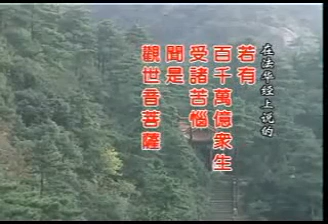 在法华经上说的
若有
百千萬億衆生
受諸苦惱
聞是
觀世音菩薩